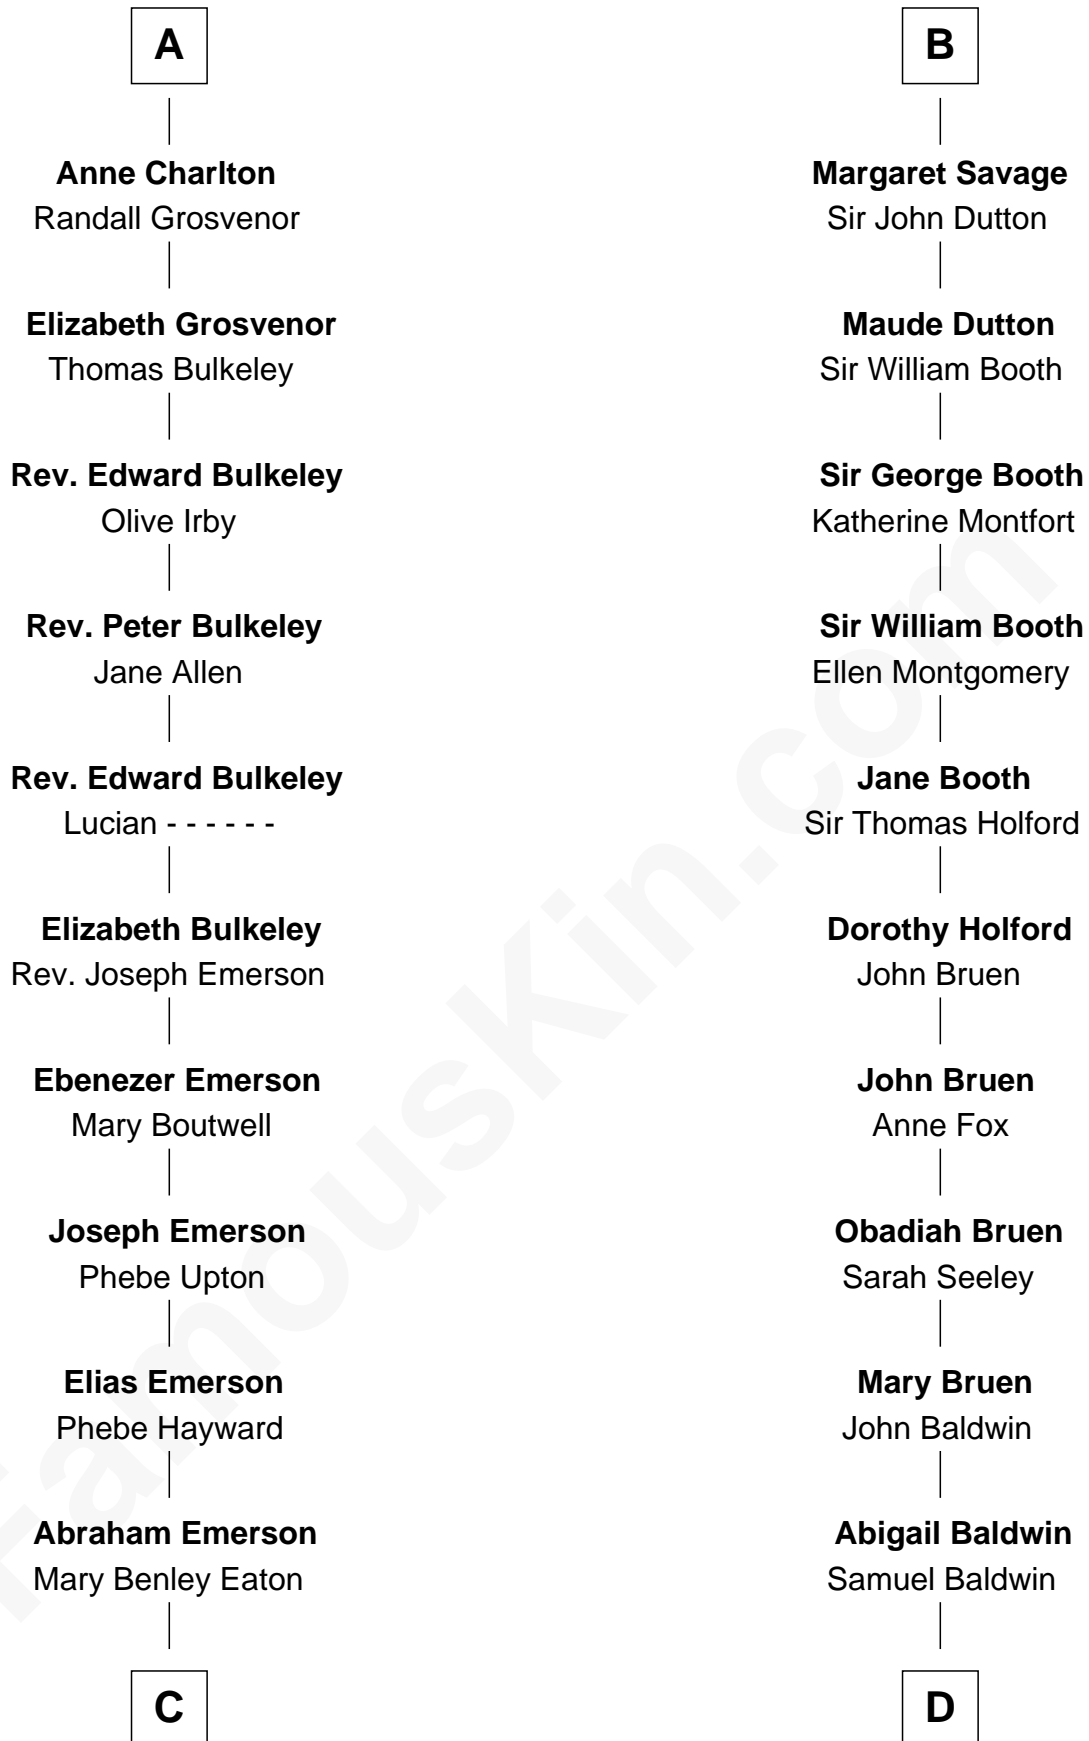 A
Anne Charlton
Randall Grosvenor
Elizabeth Grosvenor
Thomas Bulkeley
Rev. Edward Bulkeley
Olive Irby
Rev. Peter Bulkeley
Jane Allen
Rev. Edward Bulkeley
Lucian - - - - - -
Elizabeth Bulkeley
Rev. Joseph Emerson
Ebenezer Emerson
Mary Boutwell
Joseph Emerson
Phebe Upton
Elias Emerson
Phebe Hayward
Abraham Emerson
Mary Benley Eaton
C
B
Margaret Savage
Sir John Dutton
Maude Dutton
Sir William Booth
Sir George Booth
Katherine Montfort
Sir William Booth
Ellen Montgomery
Jane Booth
Sir Thomas Holford
Dorothy Holford
John Bruen
John Bruen
Anne Fox
Obadiah Bruen
Sarah Seeley
Mary Bruen
John Baldwin
Abigail Baldwin
Samuel Baldwin
D
FamousKin.com